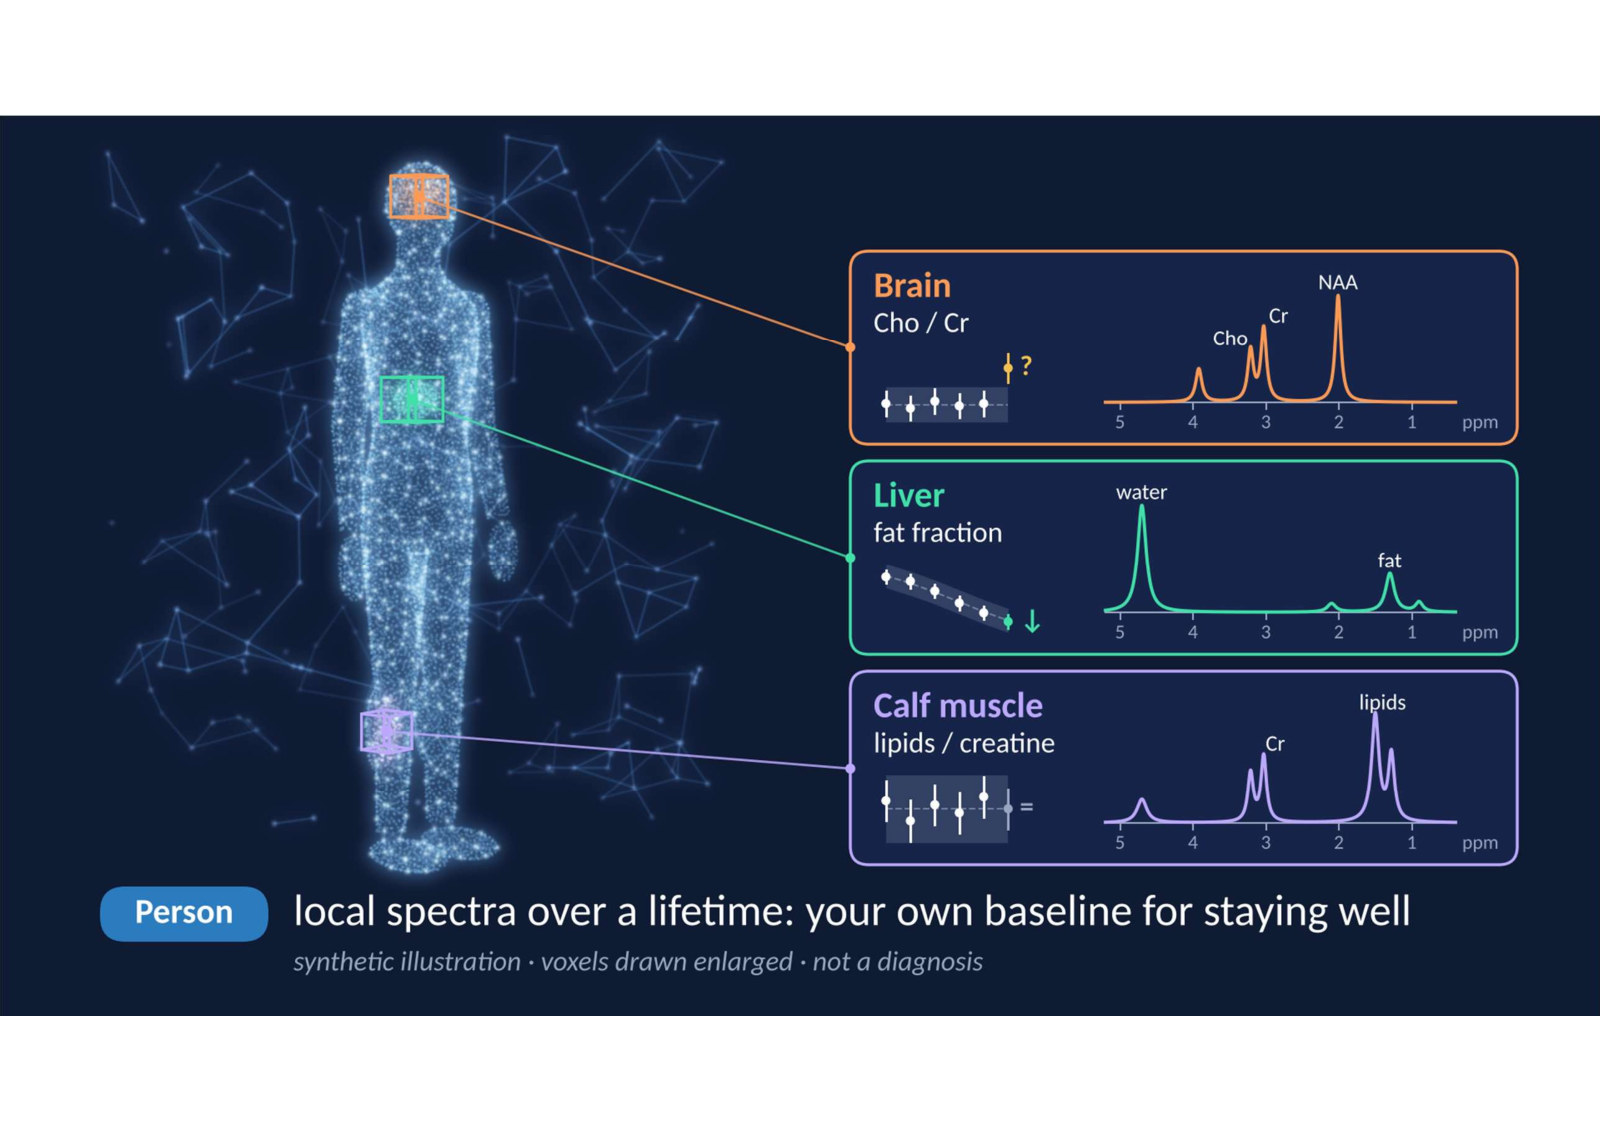 Brain
Cho / Cr
?
NAA
Cr
Cho
5 4 3 2 1 ppm
Liver
fat fraction
↓
water
fat
5 4 3 2 1 ppm
Calf muscle
lipids / creatine
=
lipids
Cr
5 4 3 2 1 ppm
Person
local spectra over a lifetime: your own baseline for staying well
synthetic illustration · voxels drawn enlarged · not a diagnosis